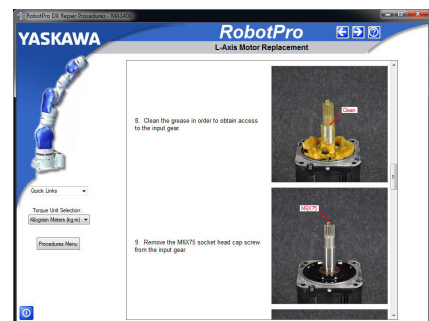 RobotPro DX Repair Procedures - MA1400
YASKAWA
RobotPro
L-Axis Motor Replacement
8. Clean the grease in order to obtain access
to the input gear.
Clean
Quick Links
Torque Unit Selection:
Kilogram Meters (kg-m)
Procedures Menu
M6X75
9. Remove the M6X75 socket head cap screw
from the input gear.